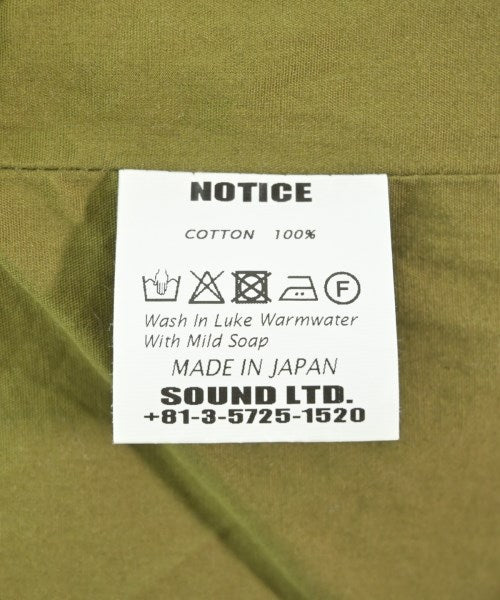 NOTICE
COTTON 100%
F
Wash In Luke Warmwater
With Mild Soap
MADE IN JAPAN
SOUND LTD.
+81-3-5725-1520